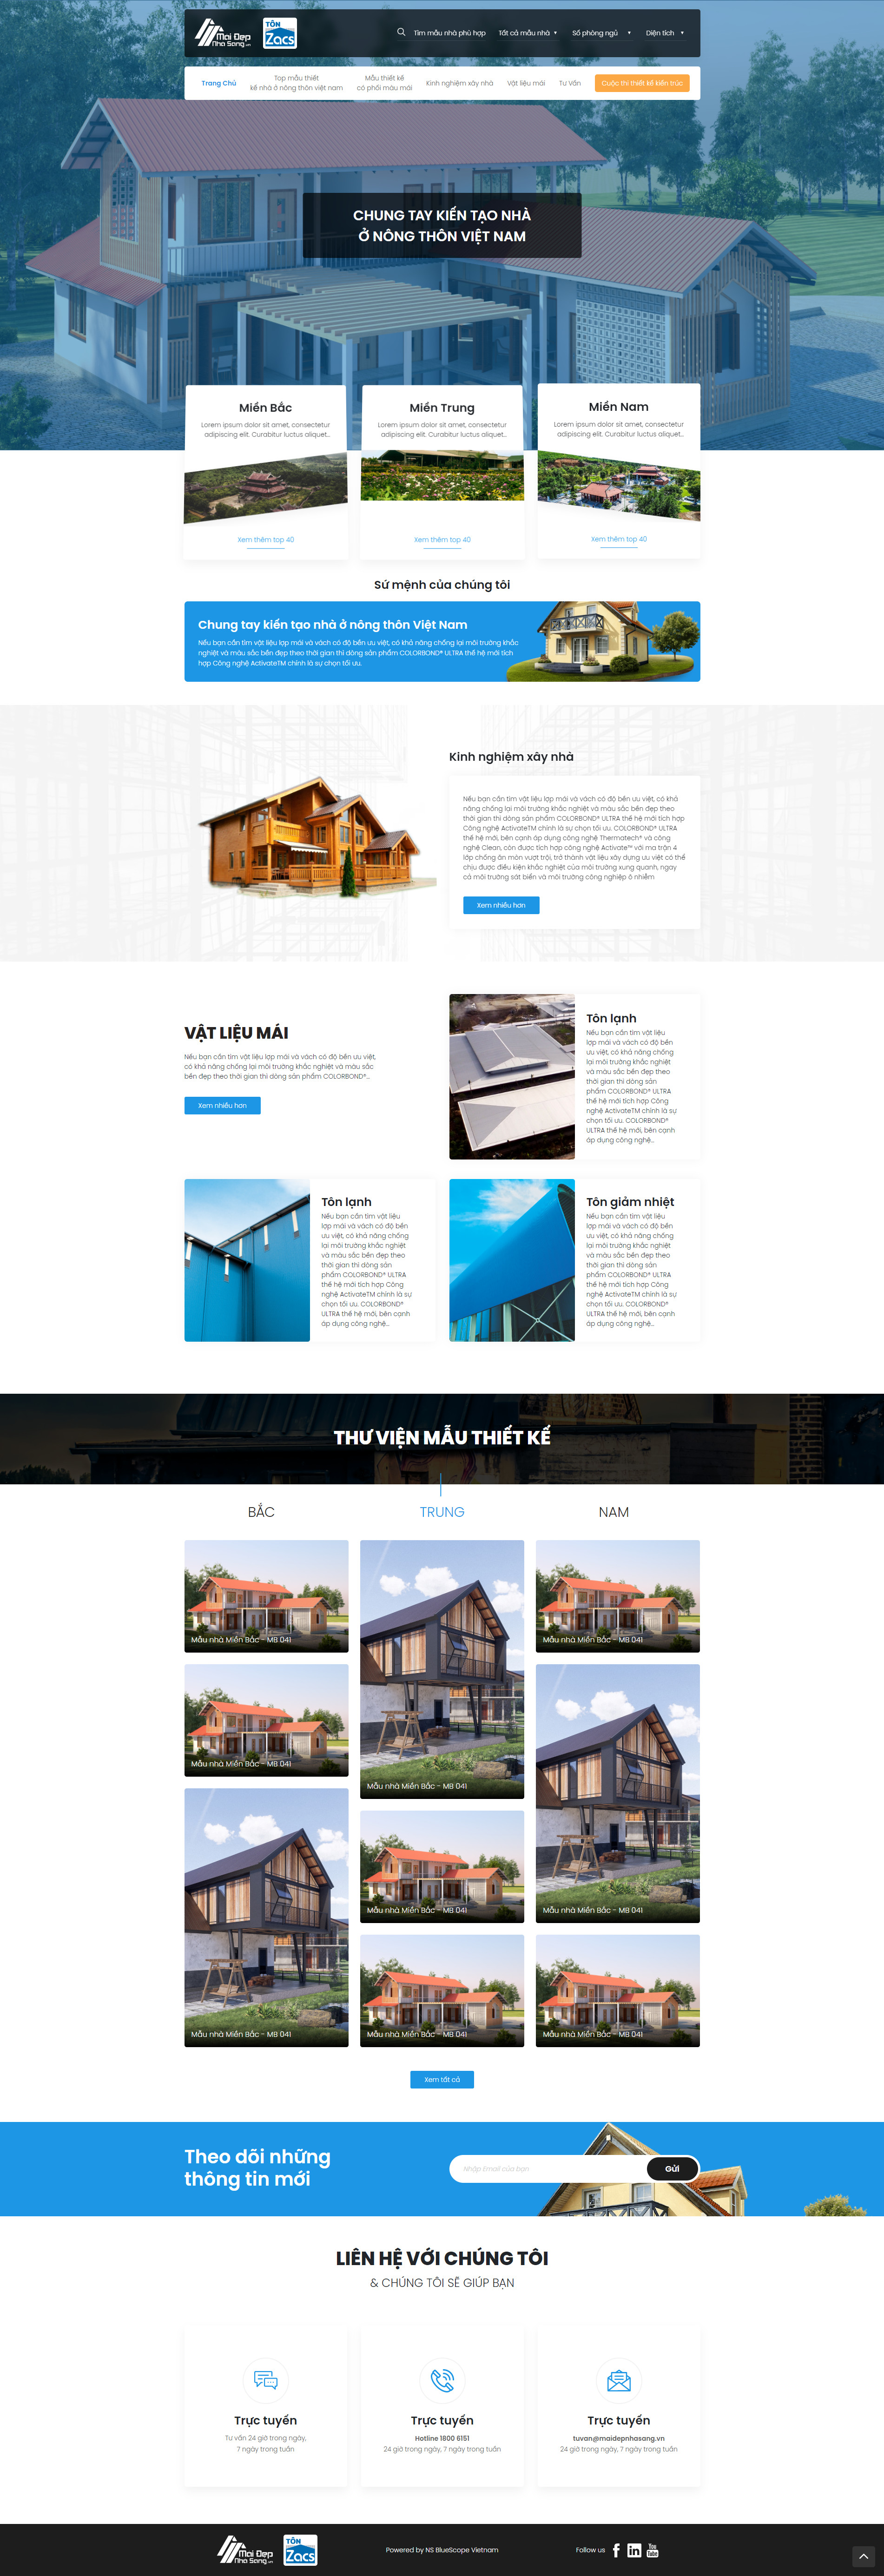 Mai Đẹp
Nhà Sang.vn
TÔN
Zacs
Tìm mẫu nhà phù hợp
Tất cả mẫu nhà
Số phòng ngủ
Diện tích
Trang Chủ
Top mẫu thiết
kế nhà ở nông thôn việt nam
Mẫu thiết kế
có phối màu mái
Kinh nghiệm xây nhà
Vật liệu mới
Tư Vấn
Cuộc thi thiết kế kiến trúc
CHUNG TAY KIẾN TẠO NHÀ
Ở NÔNG THÔN VIỆT NAM
Miền Bắc
Lorem ipsum dolor sit amet, consectetur
adipiscing elit. Curabitur luctus aliquet...
Xem thêm top 40
Miền Trung
Lorem ipsum dolor sit amet, consectetur
adipiscing elit. Curabitur luctus aliquet...
Xem thêm top 40
Miền Nam
Lorem ipsum dolor sit amet, consectetur
adipiscing elit. Curabitur luctus aliquet...
Xem thêm top 40
Sứ mệnh của chúng tôi
Chung tay kiến tạo nhà ở nông thôn Việt Nam
Nếu bạn cần tìm vật liệu lợp mái và vách có độ bền ưu việt, có khả năng chống lại môi trường khắc
nghiệt và màu sắc bền đẹp theo thời gian thì dòng sản phẩm COLORBOND® ULTRA thế hệ mới tích
hợp Công nghệ ActivateTM chính là sự chọn tối ưu.
Kinh nghiệm xây nhà
Nếu bạn cần tìm vật liệu lợp mái và vách có độ bền ưu việt, có khả
năng chống lại môi trường khắc nghiệt và màu sắc bền đẹp theo
thời gian thì dòng sản phẩm COLORBOND® ULTRA thế hệ mới tích hợp
Công nghệ ActivateTM chính là sự chọn tối ưu. COLORBOND® ULTRA
thế hệ mới, bên cạnh áp dụng công nghệ Thermatech® và công
nghệ Clean, còn được tích hợp công nghệ Activate™ với ma trận 4
lớp chống ăn mòn vượt trội, trở thành vật liệu xây dựng ưu việt có thể
chịu được điều kiện khắc nghiệt của môi trường xung quanh, ngay
cả môi trường sát biển và môi trường công nghiệp ô nhiễm
Xem nhiều hơn
VẬT LIỆU MÁI
Nếu bạn cần tìm vật liệu lợp mái và vách có độ bền ưu việt,
có khả năng chống lại môi trường khắc nghiệt và màu sắc
bền đẹp theo thời gian thì dòng sản phẩm COLORBOND®...
Xem nhiều hơn
Tôn lạnh
Nếu bạn cần tìm vật liệu
lợp mái và vách có độ bền
ưu việt, có khả năng chống
lại môi trường khắc nghiệt
và màu sắc bền đẹp theo
thời gian thì dòng sản
phẩm COLORBOND® ULTRA
thế hệ mới tích hợp Công
nghệ ActivateTM chính là sự
chọn tối ưu. COLORBOND®
ULTRA thế hệ mới, bên cạnh
áp dụng công nghệ...
Tôn lạnh
Nếu bạn cần tìm vật liệu
lợp mái và vách có độ bền
ưu việt, có khả năng chống
lại môi trường khắc nghiệt
và màu sắc bền đẹp theo
thời gian thì dòng sản
phẩm COLORBOND® ULTRA
thế hệ mới tích hợp Công
nghệ ActivateTM chính là sự
chọn tối ưu. COLORBOND®
ULTRA thế hệ mới, bên cạnh
áp dụng công nghệ...
Tôn giảm nhiệt
Nếu bạn cần tìm vật liệu
lợp mái và vách có độ bền
ưu việt, có khả năng chống
lại môi trường khắc nghiệt
và màu sắc bền đẹp theo
thời gian thì dòng sản
phẩm COLORBOND® ULTRA
thế hệ mới tích hợp Công
nghệ ActivateTM chính là sự
chọn tối ưu. COLORBOND®
ULTRA thế hệ mới, bên cạnh
áp dụng công nghệ...
THƯ VIỆN MẪU THIẾT KẾ
BẮC
TRUNG
NAM
Mẫu nhà Miền Bắc - MB 041
Mẫu nhà Miền Bắc - MB 041
Mẫu nhà Miền Bắc - MB 041
Mẫu nhà Miền Bắc - MB 041
Mẫu nhà Miền Bắc - MB 041
Mẫu nhà Miền Bắc - MB 041
Mẫu nhà Miền Bắc - MB 041
Mẫu nhà Miền Bắc - MB 041
Mẫu nhà Miền Bắc - MB 041
Xem tất cả
Theo dõi những
thông tin mới
Nhập Email của bạn
Gửi
LIÊN HỆ VỚI CHÚNG TÔI
& CHÚNG TÔI SẼ GIÚP BẠN
Trực tuyến
Tư vấn 24 giờ trong ngày,
7 ngày trong tuần
Trực tuyến
Hotline 1800 6151
24 giờ trong ngày, 7 ngày trong tuần
Trực tuyến
tuvan@maidepnhasang.vn
24 giờ trong ngày, 7 ngày trong tuần
Mai Đẹp
Nhà Sang.vn
TÔN
Zacs
Powered by NS BlueScope Vietnam
Follow us
You
Tube